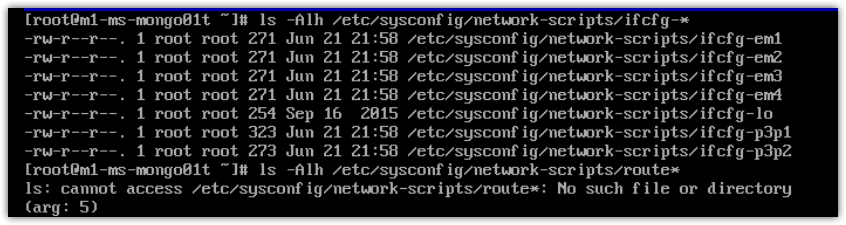 [root@m1-ms-mongo01t ~]# ls -Alh /etc/sysconfig/network-scripts/ifcfg-*
-rw-r--r--. 1 root root 271 Jun 21 21:58 /etc/sysconfig/network-scripts/ifcfg-em1
-rw-r--r--. 1 root root 271 Jun 21 21:58 /etc/sysconfig/network-scripts/ifcfg-em2
-rw-r--r--. 1 root root 271 Jun 21 21:58 /etc/sysconfig/network-scripts/ifcfg-em3
-rw-r--r--. 1 root root 271 Jun 21 21:58 /etc/sysconfig/network-scripts/ifcfg-em4
-rw-r--r--. 1 root root 254 Sep 16  2015 /etc/sysconfig/network-scripts/ifcfg-lo
-rw-r--r--. 1 root root 323 Jun 21 21:58 /etc/sysconfig/network-scripts/ifcfg-p3p1
-rw-r--r--. 1 root root 273 Jun 21 21:58 /etc/sysconfig/network-scripts/ifcfg-p3p2
[root@m1-ms-mongo01t ~]# ls -Alh /etc/sysconfig/network-scripts/route*
ls: cannot access /etc/sysconfig/network-scripts/route*: No such file or directory
(arg: 5)